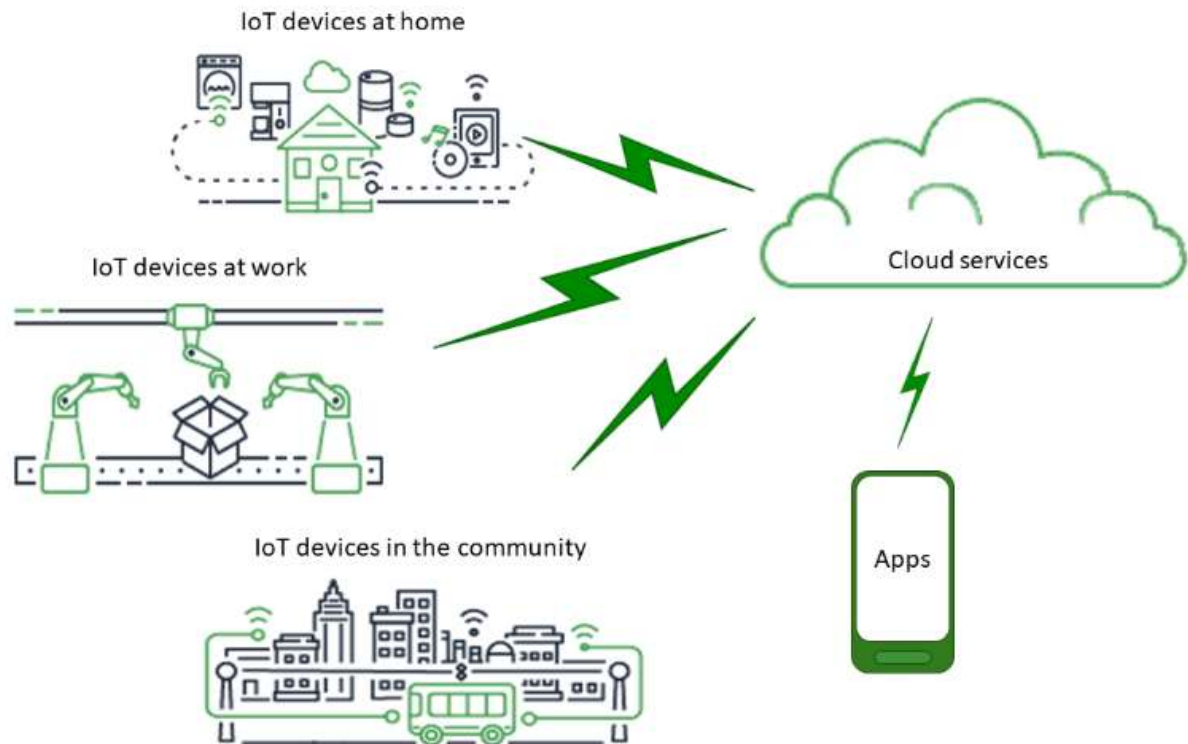 IoT devices at home
Cloud services
IoT devices at work
Apps
IoT devices in the community